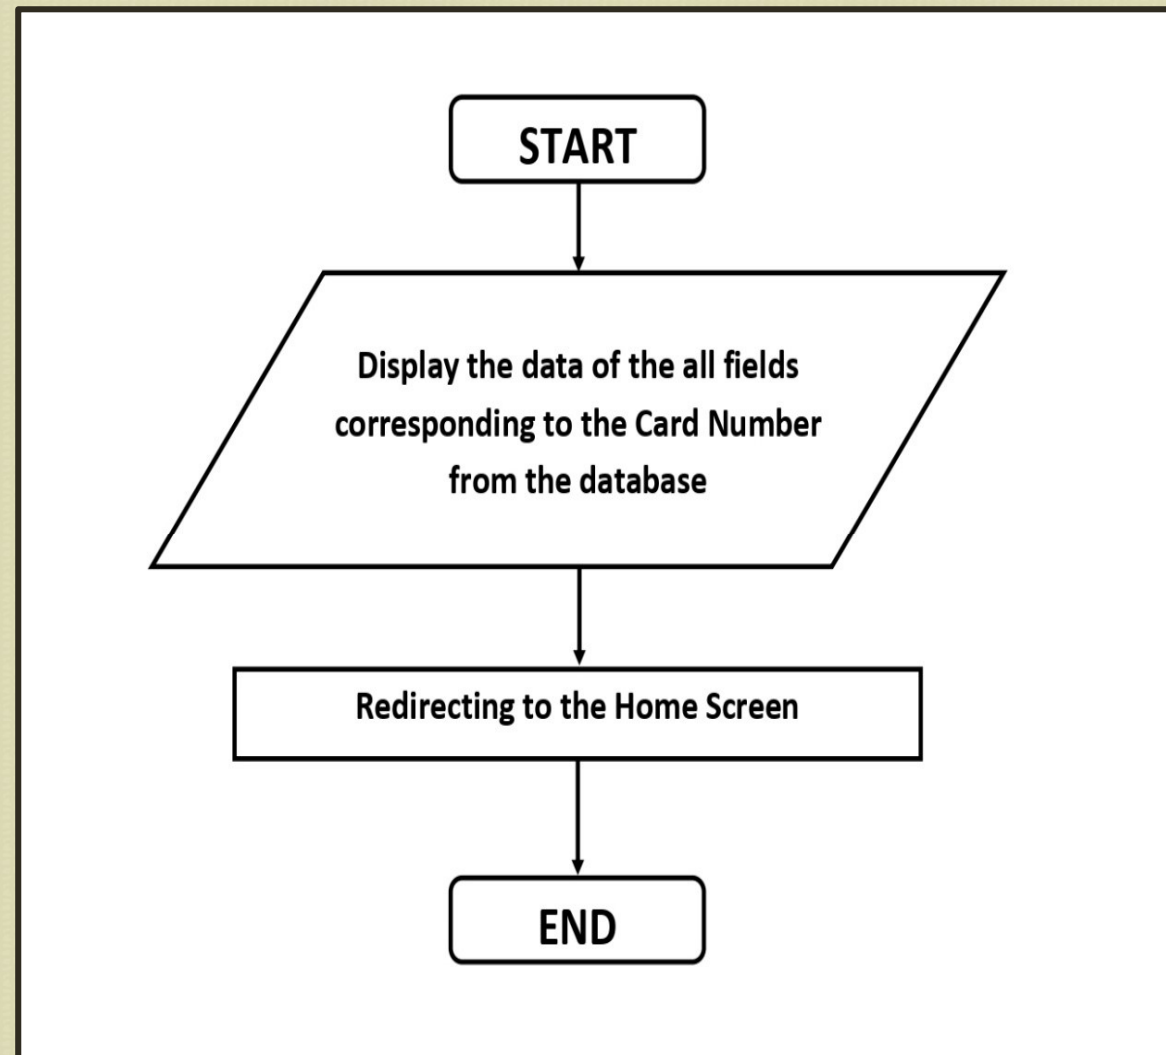 START
Display the data of the all fields
corresponding to the Card Number
from the database
Redirecting to the Home Screen
END